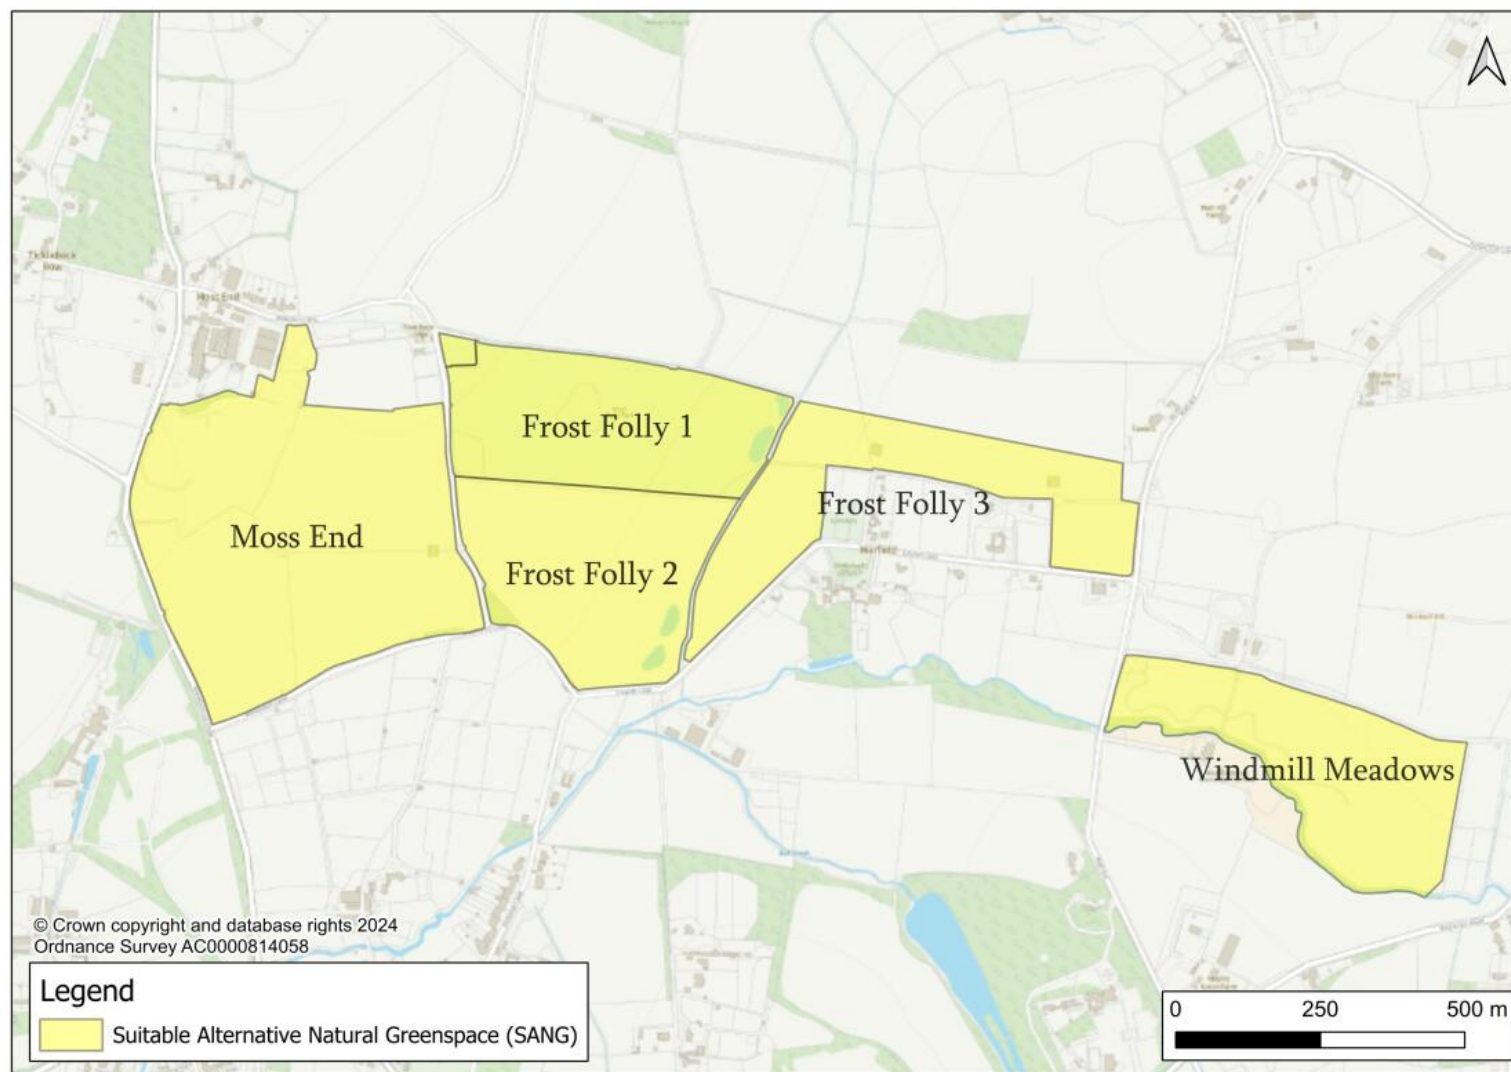 Moss End
Frost Folly 1
Frost Folly 2
Frost Folly 3
Warfield
Windmill Meadows
© Crown copyright and database rights 2024
Ordnance Survey AC0000814058
Legend
Suitable Alternative Natural Greenspace (SANG)
0 250 500 m